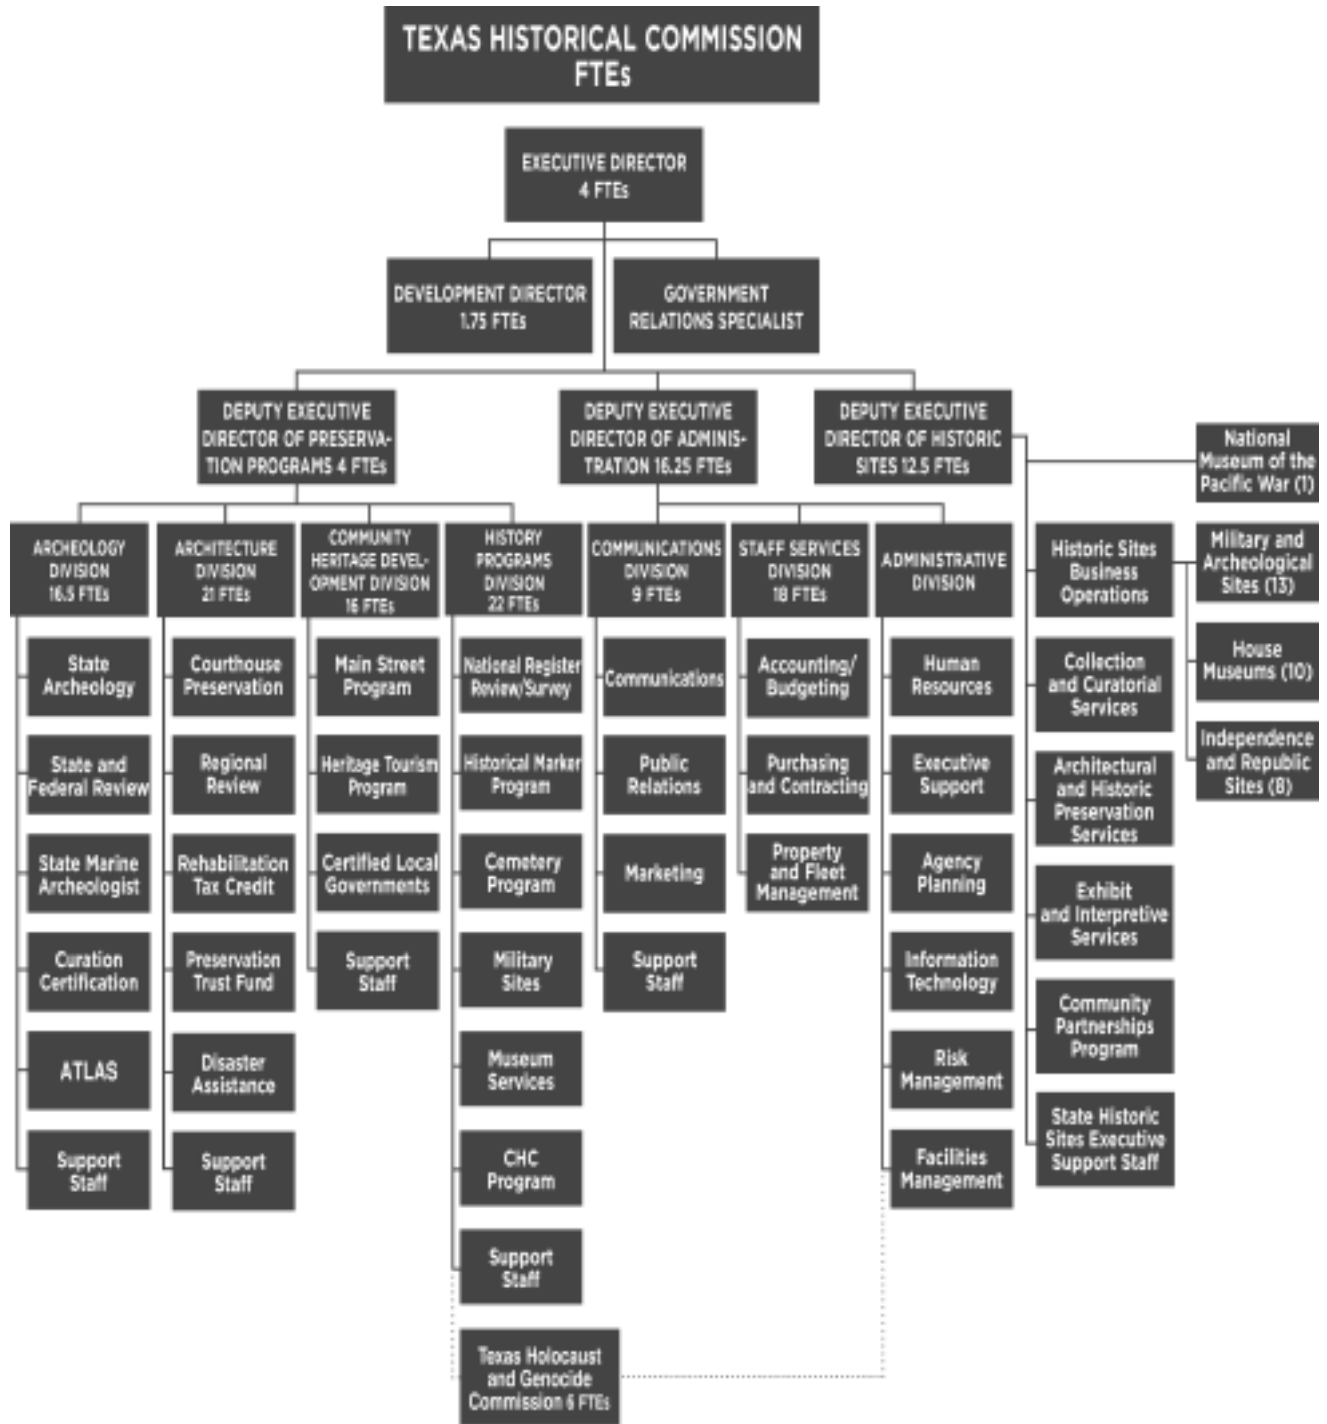 TEXAS HISTORICAL COMMISSION
FTEs
EXECUTIVE DIRECTOR
4 FTEs
DEVELOPMENT DIRECTOR
1.75 FTEs
GOVERNMENT
RELATIONS SPECIALIST
DEPUTY EXECUTIVE
DIRECTOR OF PRESERVA-
TION PROGRAMS 4 FTEs
DEPUTY EXECUTIVE
DIRECTOR OF ADMINIS-
TRATION 16.25 FTEs
DEPUTY EXECUTIVE
DIRECTOR OF HISTORIC
SITES 12.5 FTEs
National
Museum of the
Pacific War (1)
ARCHEOLOGY
DIVISION
16.5 FTEs
State
Archeology
State and
Federal Review
State Marine
Archeologist
Curation
Certification
ATLAS
Support
Staff
ARCHITECTURE
DIVISION
21 FTEs
Courthouse
Preservation
Regional
Review
Rehabilitation
Tax Credit
Preservation
Trust Fund
Disaster
Assistance
Support
Staff
COMMUNITY
HERITAGE DEVEL-
OPMENT DIVISION
16 FTEs
Main Street
Program
Heritage Tourism
Program
Certified Local
Governments
Support
Staff
HISTORY
PROGRAMS
DIVISION
22 FTEs
National Register
Review/Survey
Historical Marker
Program
Cemetery
Program
Military
Sites
Museum
Services
CHC
Program
Support
Staff
Texas Holocaust
and Genocide
Commission 6 FTEs
COMMUNICATIONS
DIVISION
9 FTEs
Communications
Public
Relations
Marketing
Support
Staff
STAFF SERVICES
DIVISION
18 FTEs
Accounting/
Budgeting
Purchasing
and Contracting
Property
and Fleet
Management
ADMINISTRATIVE
DIVISION
Human
Resources
Executive
Support
Agency
Planning
Information
Technology
Risk
Management
Facilities
Management
Historic Sites
Business
Operations
Collection
and Curatorial
Services
Architectural
and Historic
Preservation
Services
Exhibit
and Interpretive
Services
Community
Partnerships
Program
State Historic
Sites Executive
Support Staff
Military and
Archeological
Sites (13)
House
Museums (10)
Independence
and Republic
Sites (8)